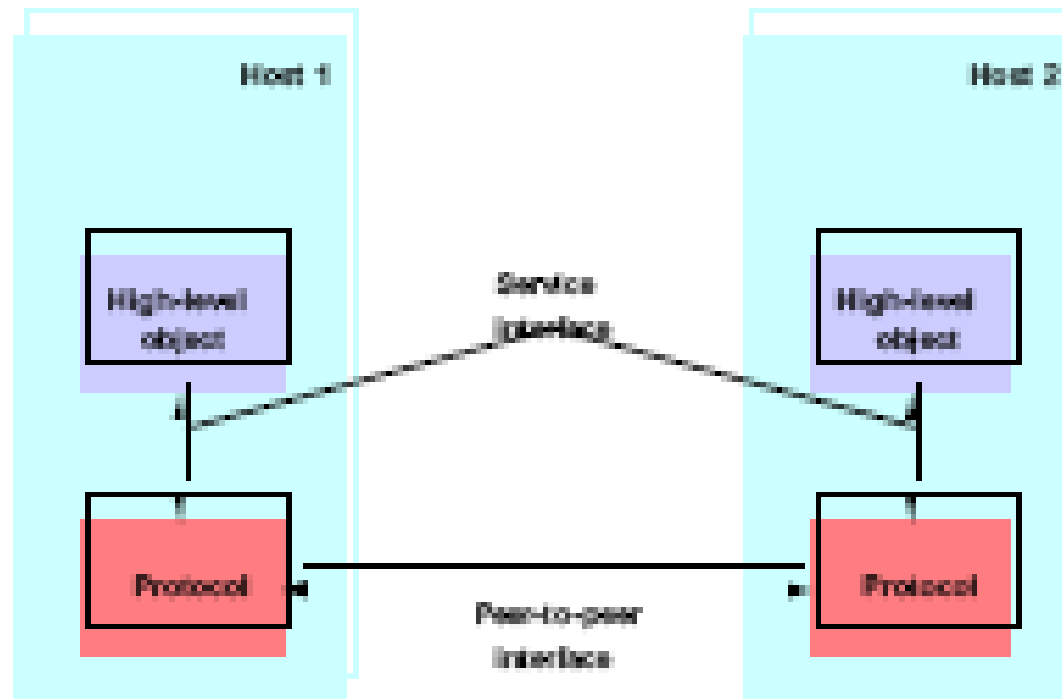 Host 1
Host 2
High-level
object
Service
interface
High-level
object
Protocol
Peer-to-peer
interface
Protocol